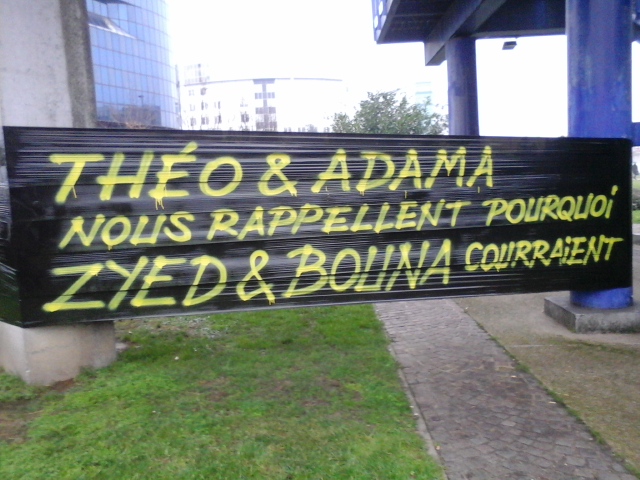 THÉO & ADAMA
NOUS RAPPELLENT POURQUOi
ZYED & BOUNA COURRAiENT